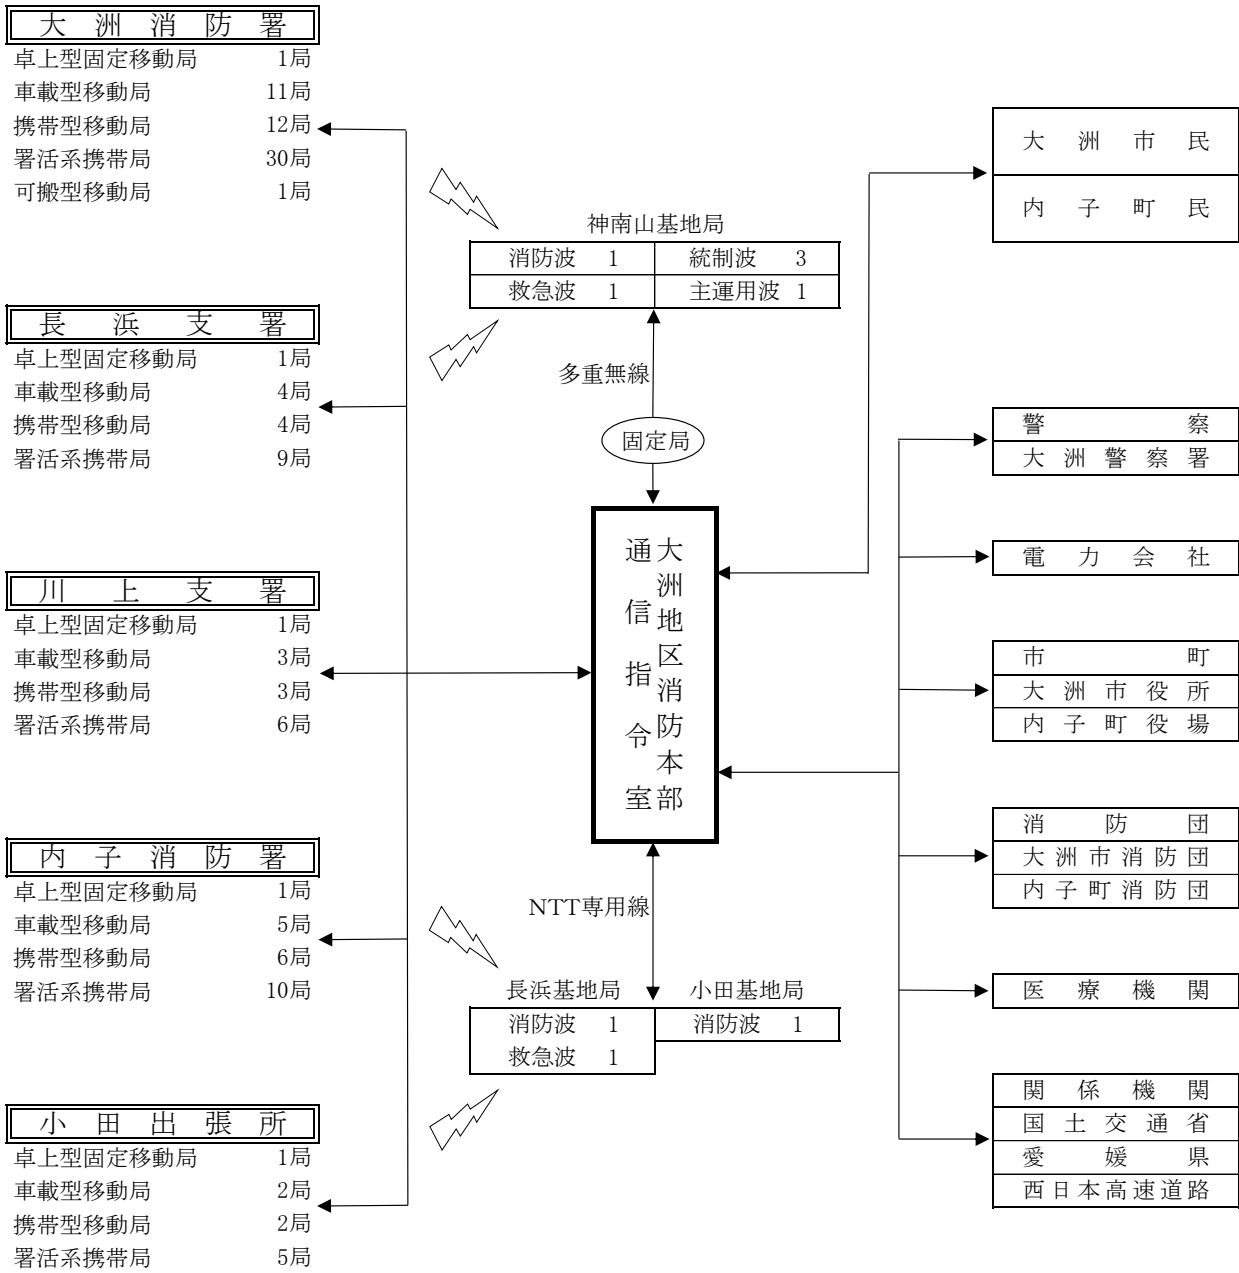 大洲消防署
卓上型固定移動局 1局
車載型移動局 11局
携帯型移動局 12局
署活系携帯局 30局
可搬型移動局 1局
長浜支署
卓上型固定移動局 1局
車載型移動局 4局
携帯型移動局 4局
署活系携帯局 9局
川上支署
卓上型固定移動局 1局
車載型移動局 3局
携帯型移動局 3局
署活系携帯局 6局
内子消防署
卓上型固定移動局 1局
車載型移動局 5局
携帯型移動局 6局
署活系携帯局 10局
小田出張所
卓上型固定移動局 1局
車載型移動局 2局
携帯型移動局 2局
署活系携帯局 5局
神南山基地局
消防波 1 統制波 3
救急波 1 主運用波 1
多重無線
固定局
大洲地区消防本部
通信指令室
NTT専用線
長浜基地局 小田基地局
消防波 1 消防波 1
救急波 1
大洲市民
内子町民
警察
大洲警察署
電力会社
市町
大洲市役所
内子町役場
消防団
大洲市消防団
内子町消防団
医療機関
関係機関
国土交通省
愛媛県
西日本高速道路